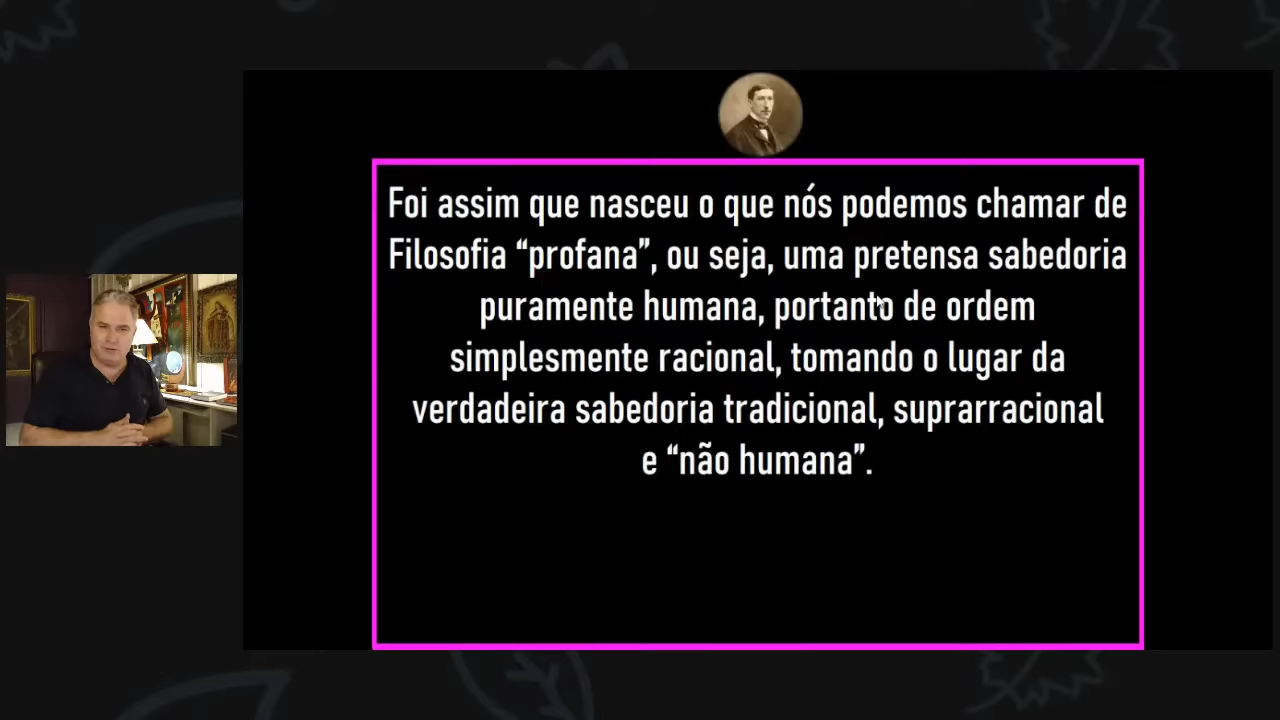 Foi assim que nasceu o que nós podemos chamar de
Filosofia “profana”, ou seja, uma pretensa sabedoria
puramente humana, portanto de ordem
simplesmente racional, tomando o lugar da
verdadeira sabedoria tradicional, suprarracional
e “não humana”.